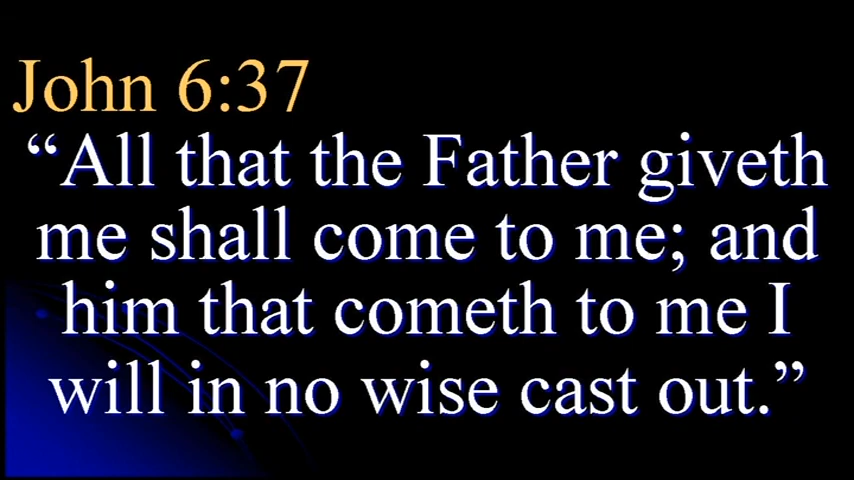 John 6:37
“All that the Father giveth
me shall come to me; and
him that cometh to me I
will in no wise cast out.”